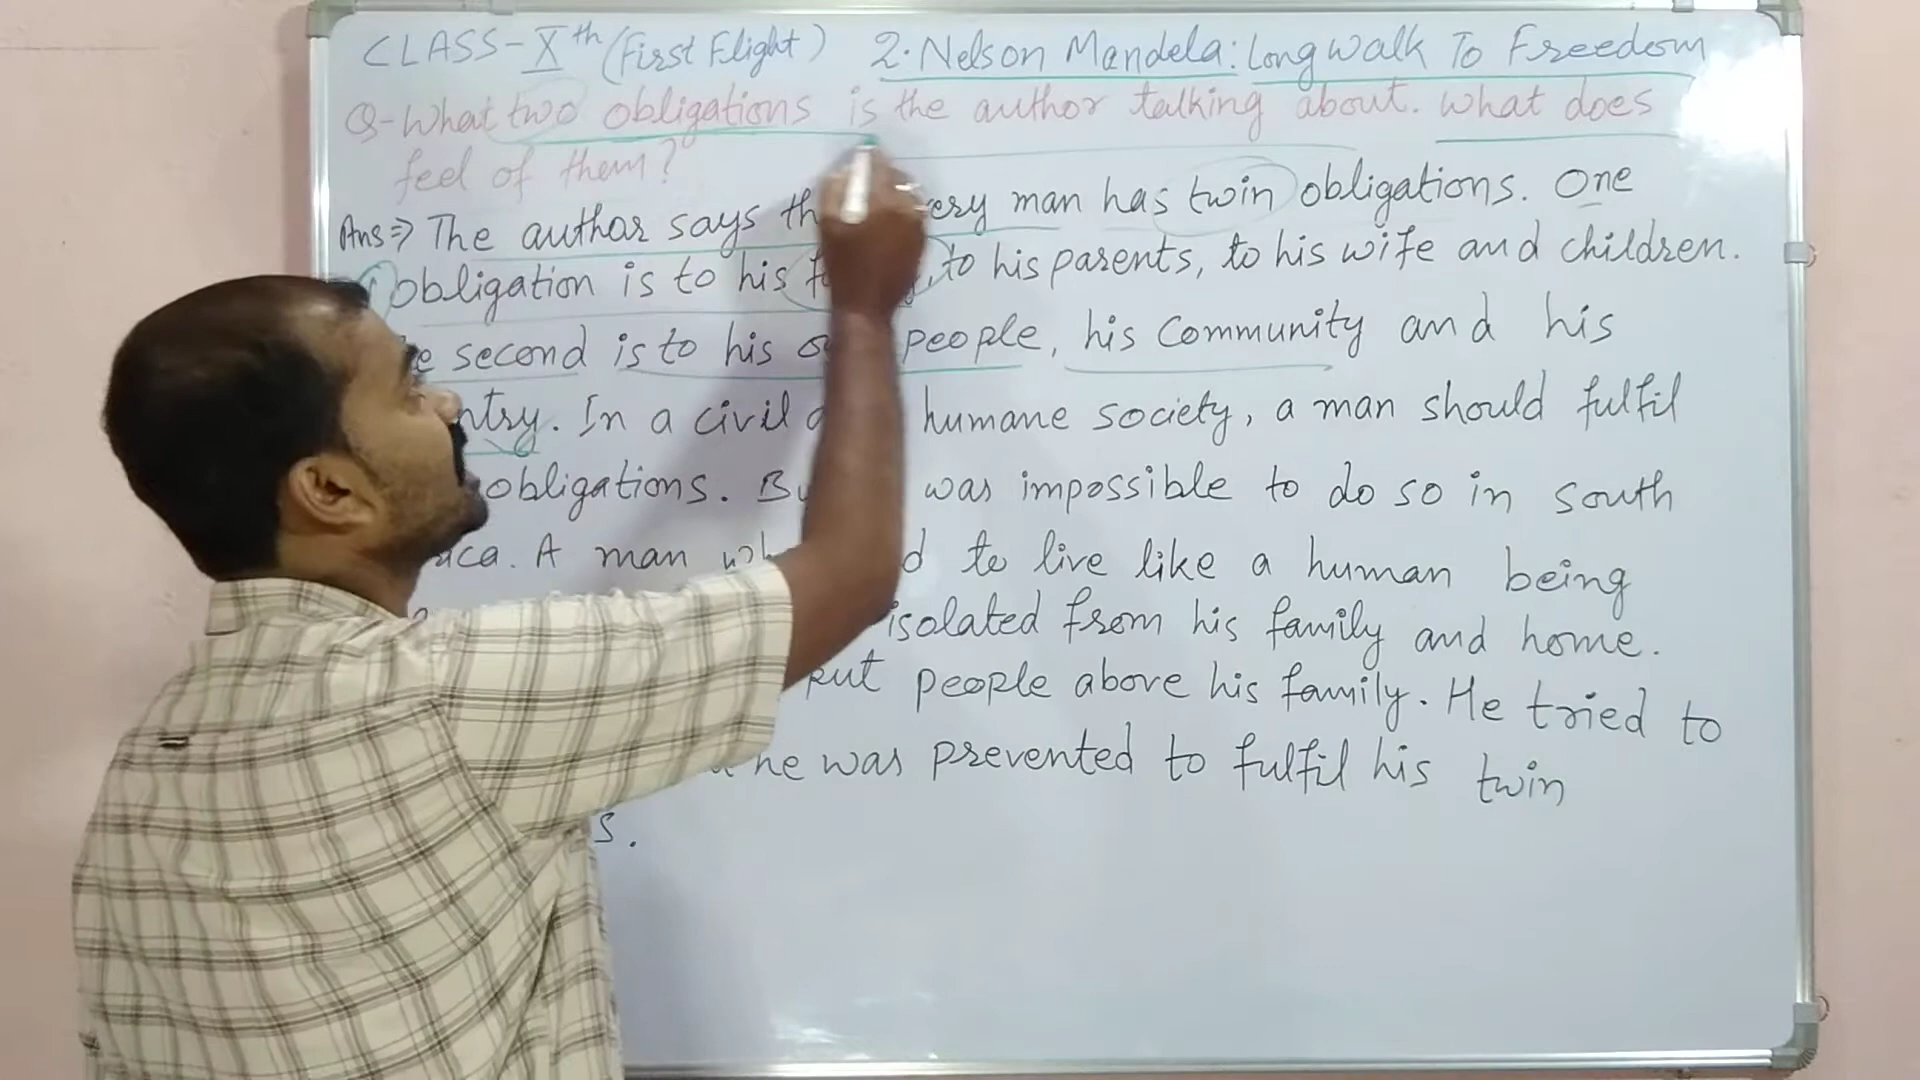 CLASS-Xth (First Flight) 2. Nelson Mandela: Long Walk To Freedom
Q- What two obligations is the author talking about. What does
feel of them?
Ans⇒ The author says ery man has twin obligations. One
obligation is to his to his parents, to his wife and children.
second is to his people, his community and his
ntry. In a civil humane society, a man should fulfil
obligations. was impossible to do so in South
ica. A man to live like a human being
isolated from his family and home.
put people above his family. He tried to
he was prevented to fulfil his twin
s.